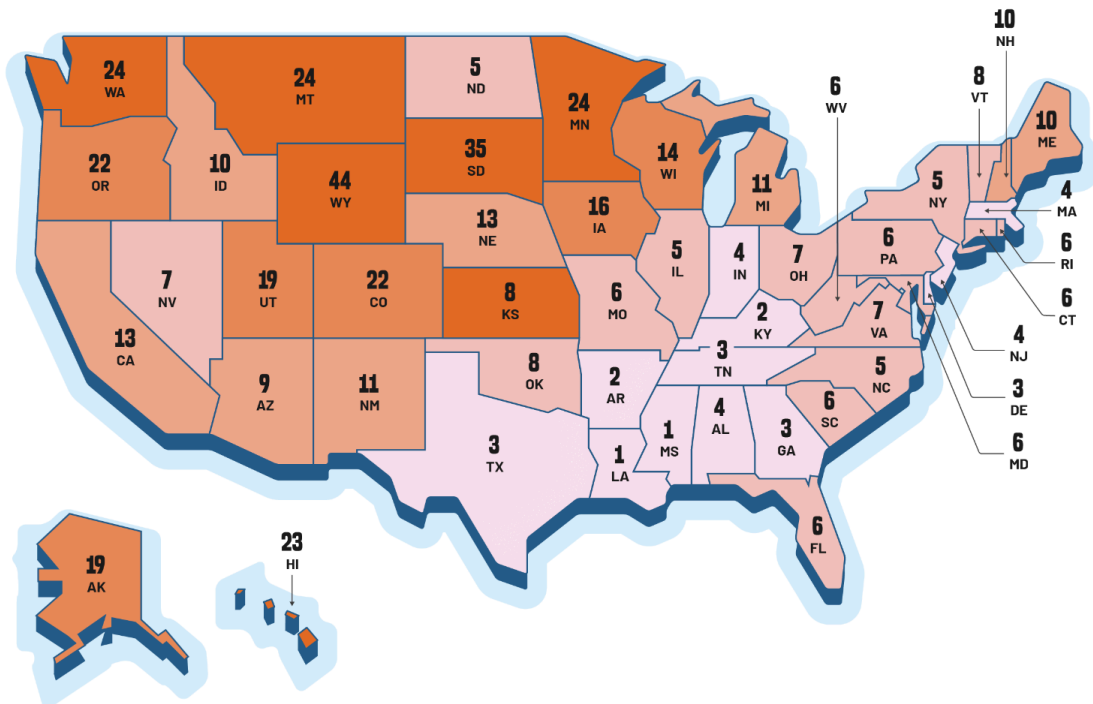 24
WA
24
MT
5
ND
24
MN
6
WV
10
NH
8
VT
10
ME
22
OR
10
ID
44
WY
35
SD
14
WI
11
MI
5
NY
4
MA
7
NV
19
UT
22
CO
13
NE
16
IA
5
IL
4
IN
7
OH
6
PA
6
RI
13
CA
8
KS
6
MO
2
KY
7
VA
6
CT
9
AZ
11
NM
8
OK
2
AR
3
TN
5
NC
4
NJ
3
TX
1
LA
1
MS
4
AL
3
GA
6
SC
3
DE
6
MD
6
FL
19
AK
23
HI